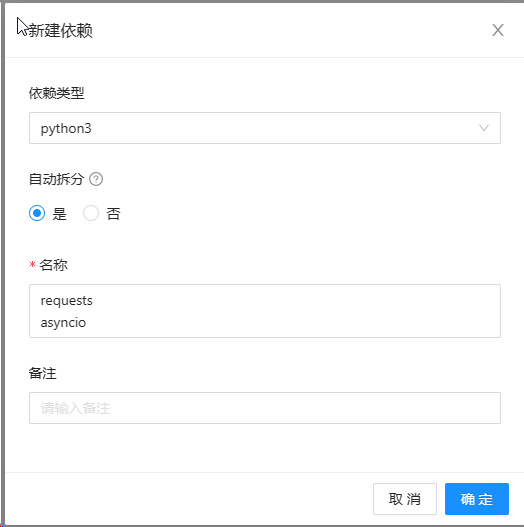 新建依赖
依赖类型
python3
自动拆分
是 否
* 名称
requests
asyncio
备注
请输入备注
取 消 确 定